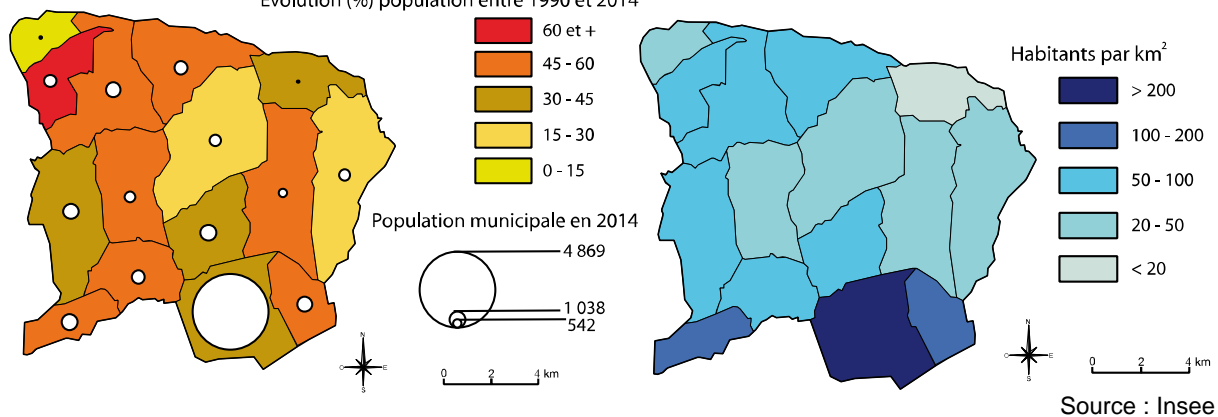 Evolution (%) population entre 1990 et 2014
60 et +
45 - 60
30 - 45
15 - 30
0 - 15
Population municipale en 2014
4 869
1 038
542
N
O E
S
0 2 4 km
Habitants par km²
> 200
100 - 200
50 - 100
20 - 50
< 20
N
O E
S
0 2 4 km
Source : Insee